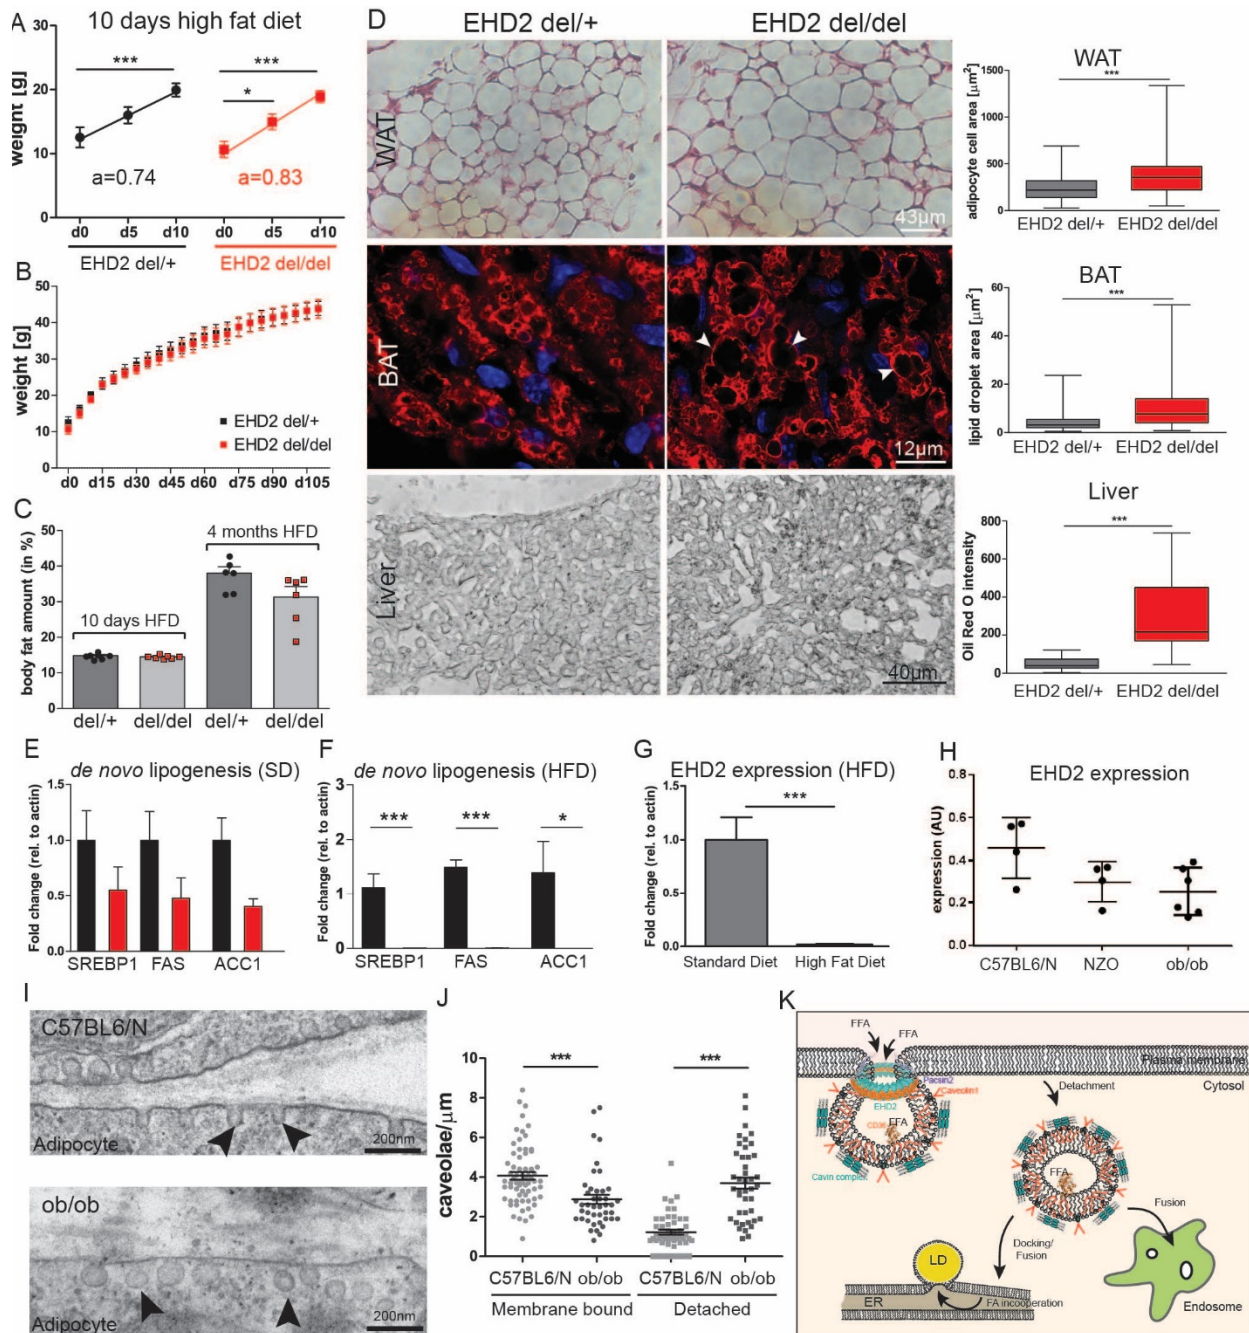 A
10 days high fat diet
weight [g]
30
20
10
0
***
***
*
a=0.74
a=0.83
d0 d5 d10 d0 d5 d10
EHD2 del/+ EHD2 del/del
B
weight [g]
50
40
30
20
10
0
EHD2 del/+
EHD2 del/del
d0 d15 d30 d45 d60 d75 d90 d105
C
body fat amount (in %)
50
40
30
20
10
0
4 months HFD
10 days HFD
del/+ del/del del/+ del/del
D
EHD2 del/+ EHD2 del/del
WAT
43µm
BAT
12µm
Liver
40µm
WAT
adipocyte cell area [µm²]
1500
1000
500
0
***
EHD2 del/+ EHD2 del/del
BAT
lipid droplet area [µm²]
60
40
20
0
***
EHD2 del/+ EHD2 del/del
Liver
Oil Red O intensity
800
600
400
200
0
***
EHD2 del/+ EHD2 del/del
E
de novo lipogenesis (SD)
Fold change (rel. to actin)
1.5
1.0
0.5
0.0
SREBP1 FAS ACC1
F
de novo lipogenesis (HFD)
Fold change (rel. to actin)
3
2
1
0
*** *** *
SREBP1 FAS ACC1
G
EHD2 expression (HFD)
Fold change (rel. to actin)
1.5
1.0
0.5
0.0
***
Standard Diet High Fat Diet
H
EHD2 expression
expression (AU)
0.8
0.6
0.4
0.2
0.0
C57BL6/N NZO ob/ob
I
C57BL6/N
Adipocyte
200nm
ob/ob
Adipocyte
200nm
J
caveolae/µm
10
8
6
4
2
0
*** ***
C57BL6/N ob/ob C57BL6/N ob/ob
Membrane bound Detached
K
FFA FFA
Plasma membrane
Pacsin2
Caveolin1
Detachment
Cytosol
EHD2
CD36
FFA
Cavin complex
FFA
Fusion
Docking/
Fusion
LD
ER
FA incooperation
Endosome